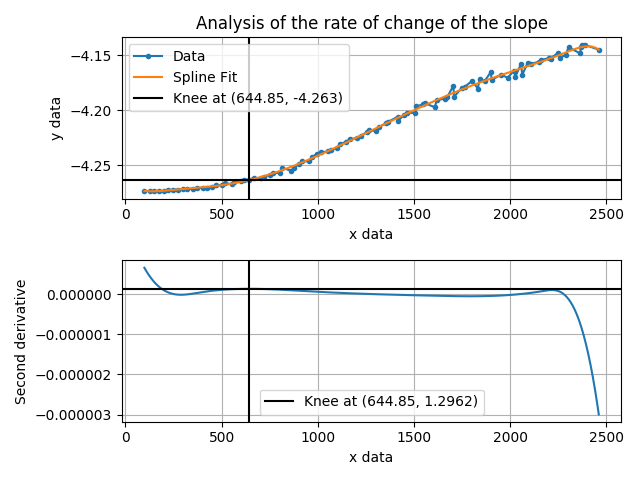 Analysis of the rate of change of the slope
Data
Spline Fit
Knee at (644.85, -4.263)
y data
−4.15
−4.20
−4.25
0
500
1000
1500
2000
2500
x data
Second derivative
0.000000
−0.000001
−0.000002
−0.000003
Knee at (644.85, 1.2962)
0
500
1000
1500
2000
2500
x data